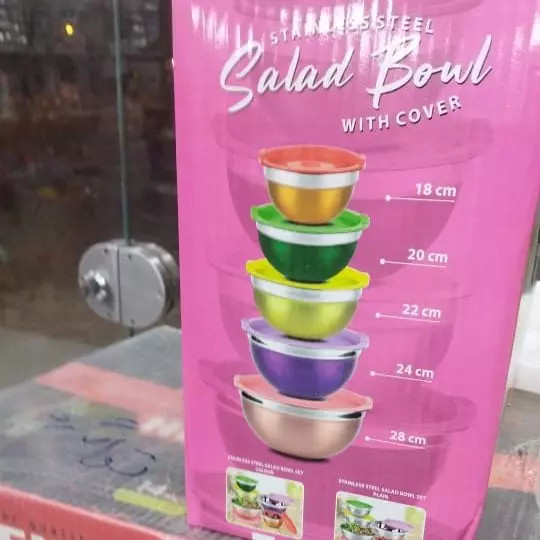 STAINLESS STEEL
Salad Bowl
WITH COVER
18 cm
20 cm
22 cm
24 cm
28 cm
STAINLESS STEEL SALAD BOWL SET
COLOUR
STAINLESS STEEL SALAD BOWL SET
PLAIN